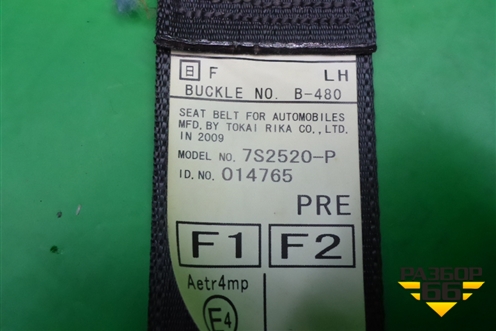 日 F LH
BUCKLE NO. B-480
SEAT BELT FOR AUTOMOBILES
MFD. BY TOKAI RIKA CO., LTD.
IN 2009
MODEL NO. 7S2520-P
I.D. NO. 014765
PRE
F1 F2
Aetr4mp
E4
РАЗБОР
66